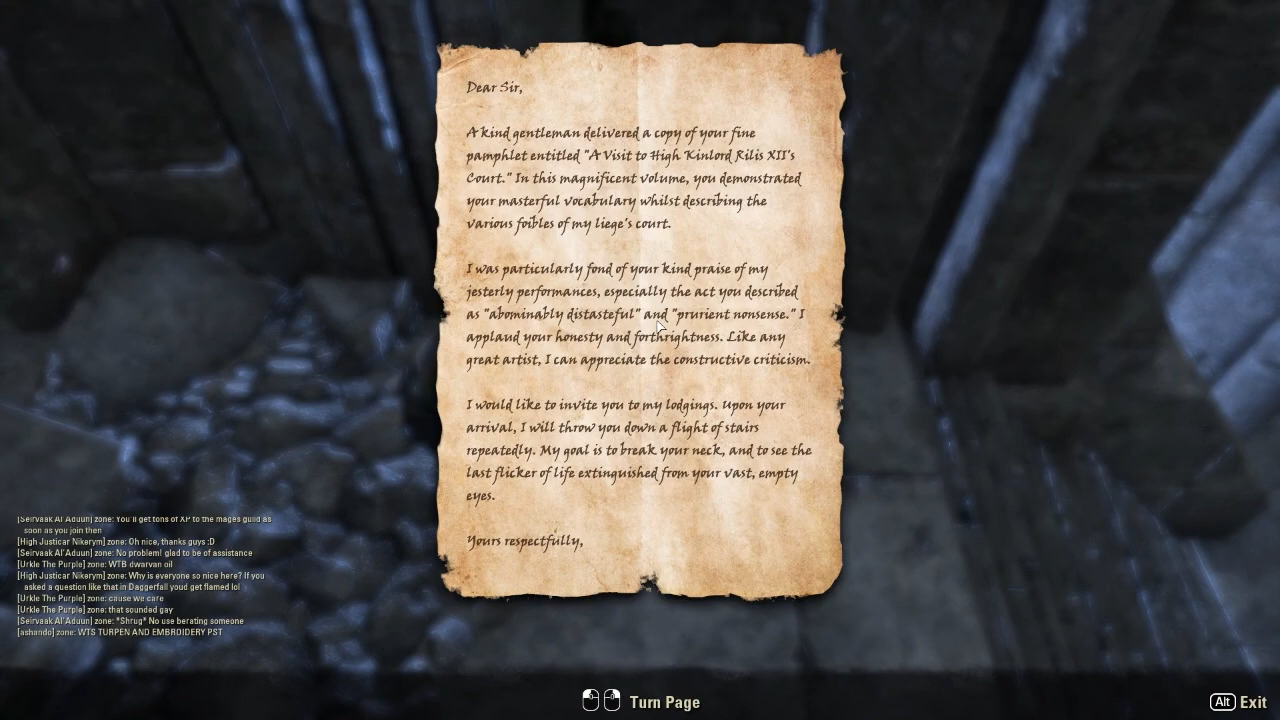 Dear Sir,
A kind gentleman delivered a copy of your fine
pamphlet entitled "A Visit to High Kinlord Rilis XII's
Court." In this magnificent volume, you demonstrated
your masterful vocabulary whilst describing the
various foibles of my liege's court.
I was particularly fond of your kind praise of my
jesterly performances, especially the act you described
as "abominably distasteful" and "prurient nonsense." I
applaud your honesty and forthrightness. Like any
great artist, I can appreciate the constructive criticism.
I would like to invite you to my lodgings. Upon your
arrival, I will throw you down a flight of stairs
repeatedly. My goal is to break your neck, and to see the
last flicker of life extinguished from your vast, empty
eyes.
Yours respectfully,
[Seirvaak Al'Aduun] zone: You'll get tons of XP to the mages guild as
soon as you join then
[High Justicar Nikerym] zone: Oh nice, thanks guys :D
[Seirvaak Al'Aduun] zone: No problem! glad to be of assistance
[Urkle The Purple] zone: WTB dwarvan oil
[High Justicar Nikerym] zone: Why is everyone so nice here? If you
asked a question like that in Daggerfall youd get flamed lol
[Urkle The Purple] zone: cause we care
[Urkle The Purple] zone: that sounded gay
[Seirvaak Al'Aduun] zone: *Shrug* No use berating someone
[ashando] zone: WTS TURPEN AND EMBROIDERY PST
Turn Page
Alt Exit